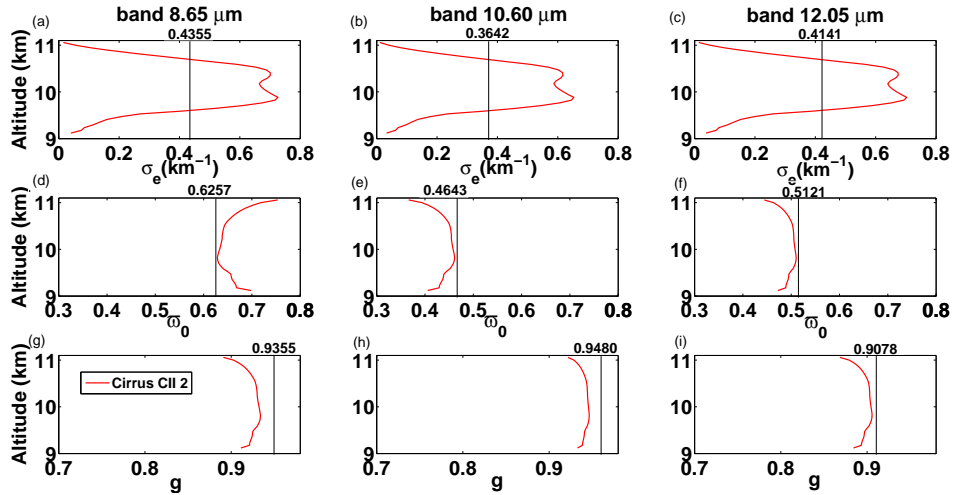 band 8.65 μm band 10.60 μm band 12.05 μm
(a) 0.4355 (b) 0.3642 (c) 0.4141
Altitude (km)
11
10
9
0 0.2 0.4 0.6 0.8 0 0.2 0.4 0.6 0.8 0 0.2 0.4 0.6 0.8
σe(km−1) σe(km−1) σe(km−1)
(d) 0.6257 (e) 0.4643 (f) 0.5121
Altitude (km)
11 11 11
10 10 10
9 9 9
0.3 0.4 0.5 0.6 0.7 0.8 0.3 0.4 0.5 0.6 0.7 0.8 0.3 0.4 0.5 0.6 0.7 0.8
ϖ0 ϖ0 ϖ0
(g) 0.9355 (h) 0.9480 (i) 0.9078
Altitude (km)
11 11 11
Cirrus CII 2
10 10 10
9 9 9
0.7 0.8 0.9 0.7 0.8 0.9 0.7 0.8 0.9
g g g